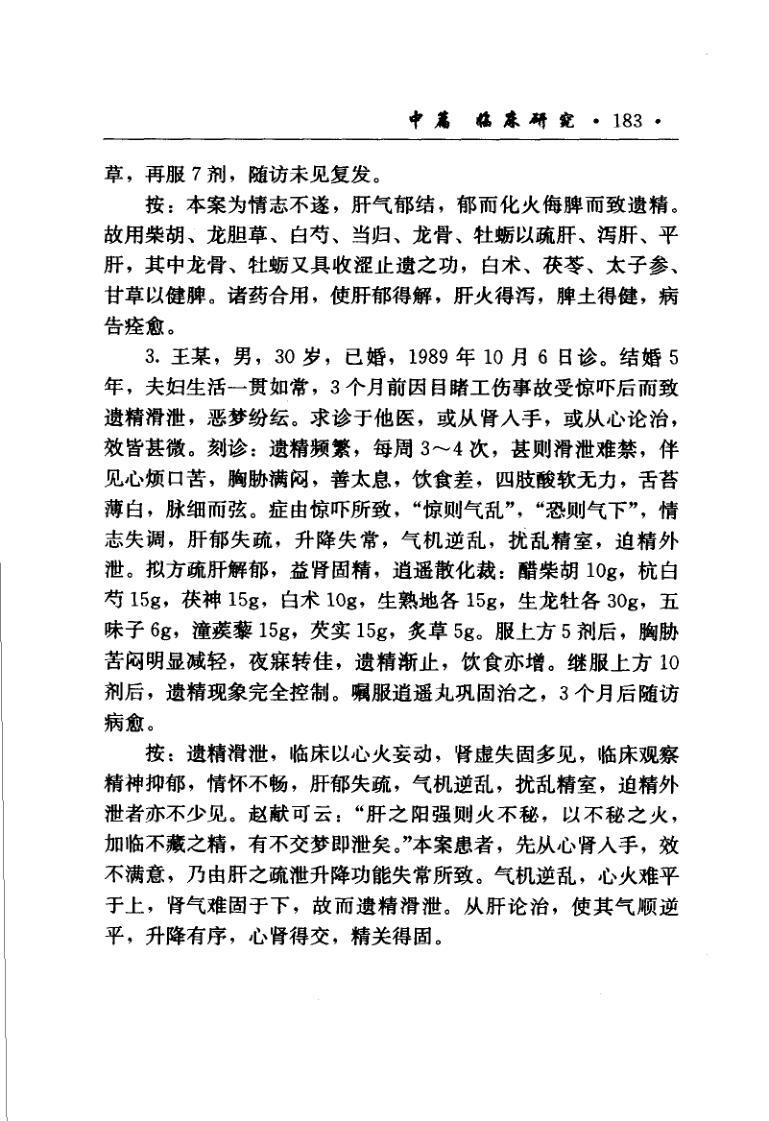 中篇 临床研究 · 183 ·
草，再服 7 剂，随访未见复发。
按：本案为情志不遂，肝气郁结，郁而化火侮脾而致遗精。
故用柴胡、龙胆草、白芍、当归、龙骨、牡蛎以疏肝、泻肝、平
肝，其中龙骨、牡蛎又具收涩止遗之功，白术、茯苓、太子参、
甘草以健脾。诸药合用，使肝郁得解，肝火得泻，脾土得健，病
告痊愈。
3. 王某，男，30 岁，已婚，1989 年 10 月 6 日诊。结婚 5
年，夫妇生活一贯如常，3 个月前因目睹工伤事故受惊吓后而致
遗精滑泄，恶梦纷纭。求诊于他医，或从肾入手，或从心论治，
效皆甚微。刻诊：遗精频繁，每周 3～4 次，甚则滑泄难禁，伴
见心烦口苦，胸胁满闷，善太息，饮食差，四肢酸软无力，舌苔
薄白，脉细而弦。症由惊吓所致，“惊则气乱”，“恐则气下”，情
志失调，肝郁失疏，升降失常，气机逆乱，扰乱精室，迫精外
泄。拟方疏肝解郁，益肾固精，逍遥散化裁：醋柴胡 10g，杭白
芍 15g，茯神 15g，白术 10g，生熟地各 15g，生龙牡各 30g，五
味子 6g，潼蒺藜 15g，芡实 15g，炙草 5g。服上方 5 剂后，胸胁
苦闷明显减轻，夜寐转佳，遗精渐止，饮食亦增。继服上方 10
剂后，遗精现象完全控制。嘱服逍遥丸巩固治之，3 个月后随访
病愈。
按：遗精滑泄，临床以心火妄动，肾虚失固多见，临床观察
精神抑郁，情怀不畅，肝郁失疏，气机逆乱，扰乱精室，迫精外
泄者亦不少见。赵献可云：“肝之阳强则火不秘，以不秘之火，
加临不藏之精，有不交梦即泄矣。”本案患者，先从心肾入手，效
不满意，乃由肝之疏泄升降功能失常所致。气机逆乱，心火难平
于上，肾气难固于下，故而遗精滑泄。从肝论治，使其气顺逆
平，升降有序，心肾得交，精关得固。